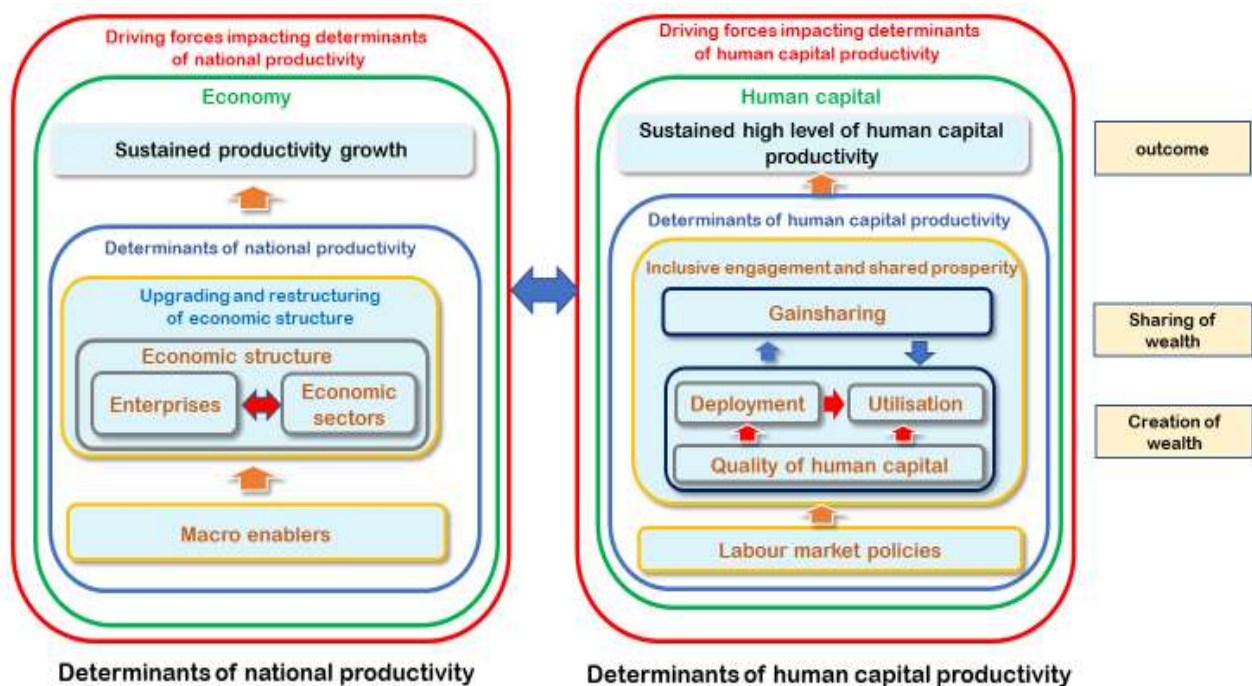 Driving forces impacting determinants
of national productivity
Economy
Sustained productivity growth
Determinants of national productivity
Upgrading and restructuring
of economic structure
Economic structure
Enterprises
Economic
sectors
Macro enablers
Determinants of national productivity
Driving forces impacting determinants
of human capital productivity
Human capital
Sustained high level of human capital
productivity
Determinants of human capital productivity
Inclusive engagement and shared prosperity
Gainsharing
Deployment
Utilisation
Quality of human capital
Labour market policies
Determinants of human capital productivity
outcome
Sharing of
wealth
Creation of
wealth